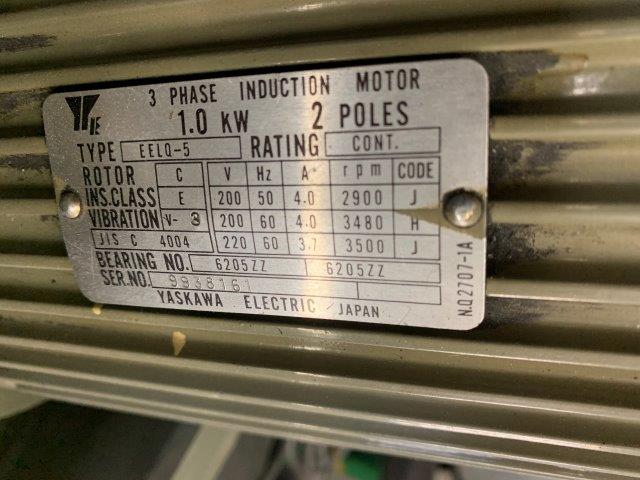 3 PHASE INDUCTION MOTOR
1.0 KW 2 POLES
TYPE EELQ-5 RATING CONT.
ROTOR C V Hz A rpm CODE
INS.CLASS E 200 50 4.0 2900 J
VIBRATION V-3 200 60 4.0 3480 H
JIS C 4004 220 60 3.7 3500 J
BEARING NO. 6205ZZ 6205ZZ
SER.NO. 9938161
YASKAWA ELECTRIC JAPAN
N.Q2707-1A